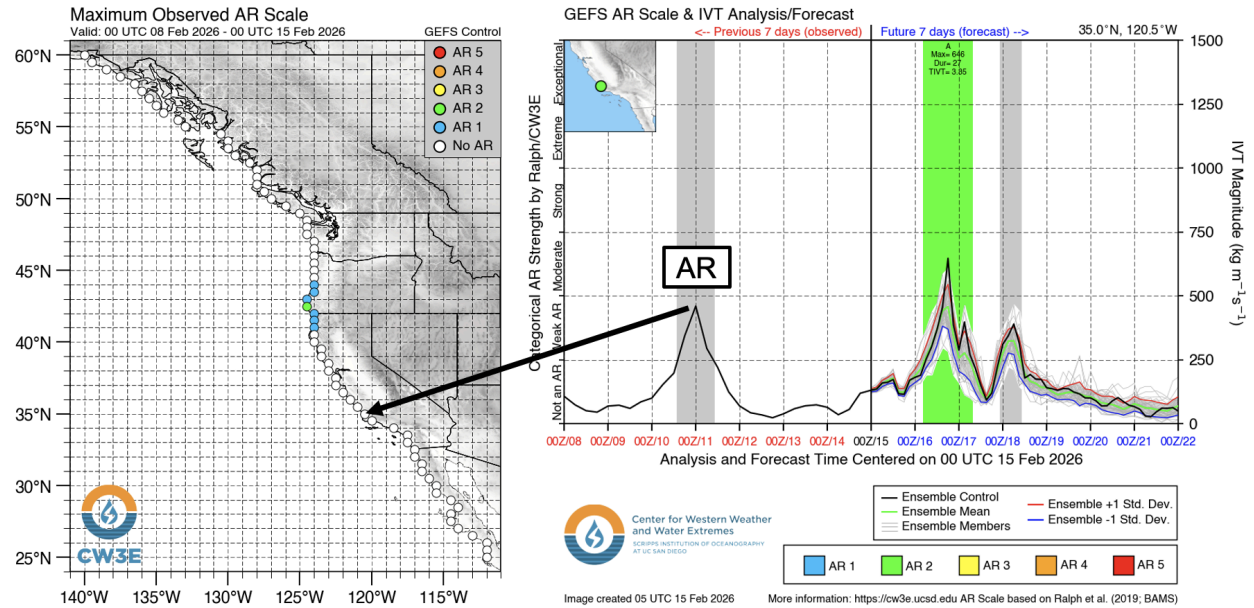 Maximum Observed AR Scale
Valid: 00 UTC 08 Feb 2026 - 00 UTC 15 Feb 2026
GEFS Control
AR 5
AR 4
AR 3
AR 2
AR 1
No AR
60°N
55°N
50°N
45°N
40°N
35°N
30°N
25°N
140°W 135°W 130°W 125°W 120°W 115°W
CW3E
GEFS AR Scale & IVT Analysis/Forecast
<-- Previous 7 days (observed)
Future 7 days (forecast) -->
35.0°N, 120.5°W
A
Max= 646
Dur= 27
TIVT= 3.85
Categorical AR Strength by Ralph/CW3E
Not an AR Weak AR Moderate Strong Extreme Exceptional
AR
1500
1250
1000
750
500
250
0
IVT Magnitude (kg m⁻¹s⁻¹)
00Z/08 00Z/09 00Z/10 00Z/11 00Z/12 00Z/13 00Z/14 00Z/15 00Z/16 00Z/17 00Z/18 00Z/19 00Z/20 00Z/21 00Z/22
Analysis and Forecast Time Centered on 00 UTC 15 Feb 2026
Center for Western Weather
and Water Extremes
SCRIPPS INSTITUTION OF OCEANOGRAPHY
AT UC SAN DIEGO
Ensemble Control
Ensemble Mean
Ensemble Members
Ensemble +1 Std. Dev.
Ensemble -1 Std. Dev.
AR 1 AR 2 AR 3 AR 4 AR 5
Image created 05 UTC 15 Feb 2026
More information: https://cw3e.ucsd.edu AR Scale based on Ralph et al. (2019; BAMS)